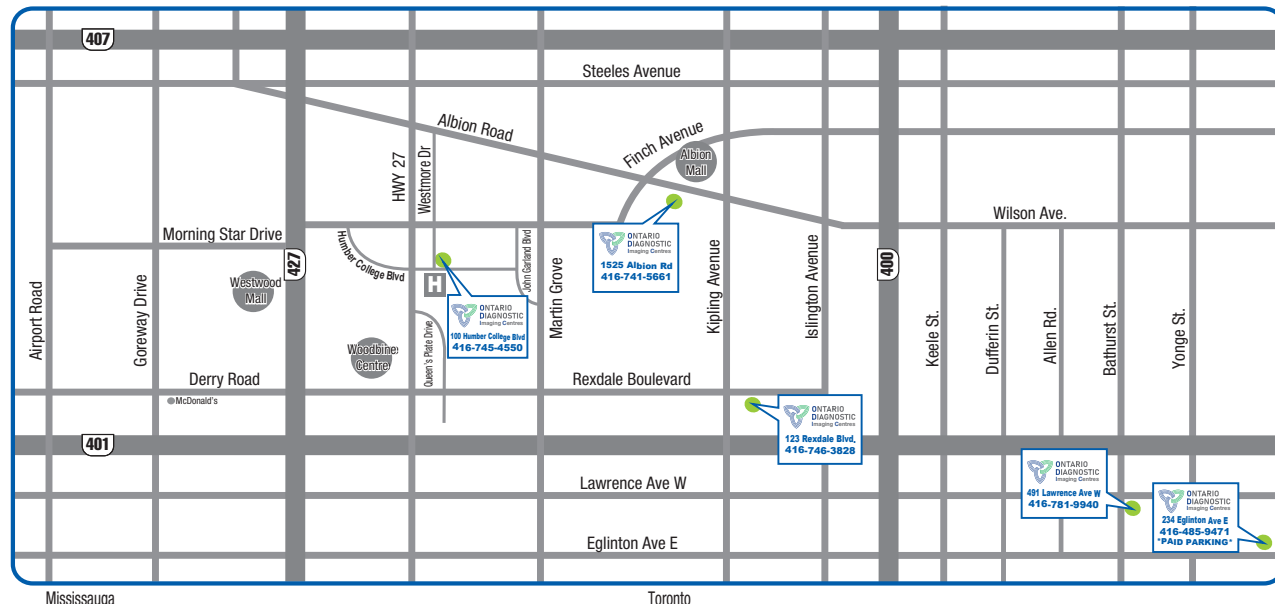 407
Steeles Avenue
Albion Road
Finch Avenue
Albion
Mall
HWY 27
Westmore Dr
Wilson Ave.
Morning Star Drive
Humber College Blvd
John Garland Blvd
427
400
Westwood
Mall
H
ONTARIO
DIAGNOSTIC
Imaging Centres
1525 Albion Rd
416-741-5661
ONTARIO
DIAGNOSTIC
Imaging Centres
100 Humber College Blvd
416-745-4550
Airport Road
Goreway Drive
Martin Grove
Kipling Avenue
Islington Avenue
Keele St.
Dufferin St.
Allen Rd.
Bathurst St.
Yonge St.
Woodbine
Centre
Queen's Plate Drive
Derry Road
Rexdale Boulevard
McDonald's
ONTARIO
DIAGNOSTIC
Imaging Centres
123 Rexdale Blvd.
416-746-3828
401
Lawrence Ave W
ONTARIO
DIAGNOSTIC
Imaging Centres
491 Lawrence Ave W
416-781-9940
ONTARIO
DIAGNOSTIC
Imaging Centres
234 Eglinton Ave E
416-485-9471
*PAID PARKING*
Eglinton Ave E
Mississauga
Toronto